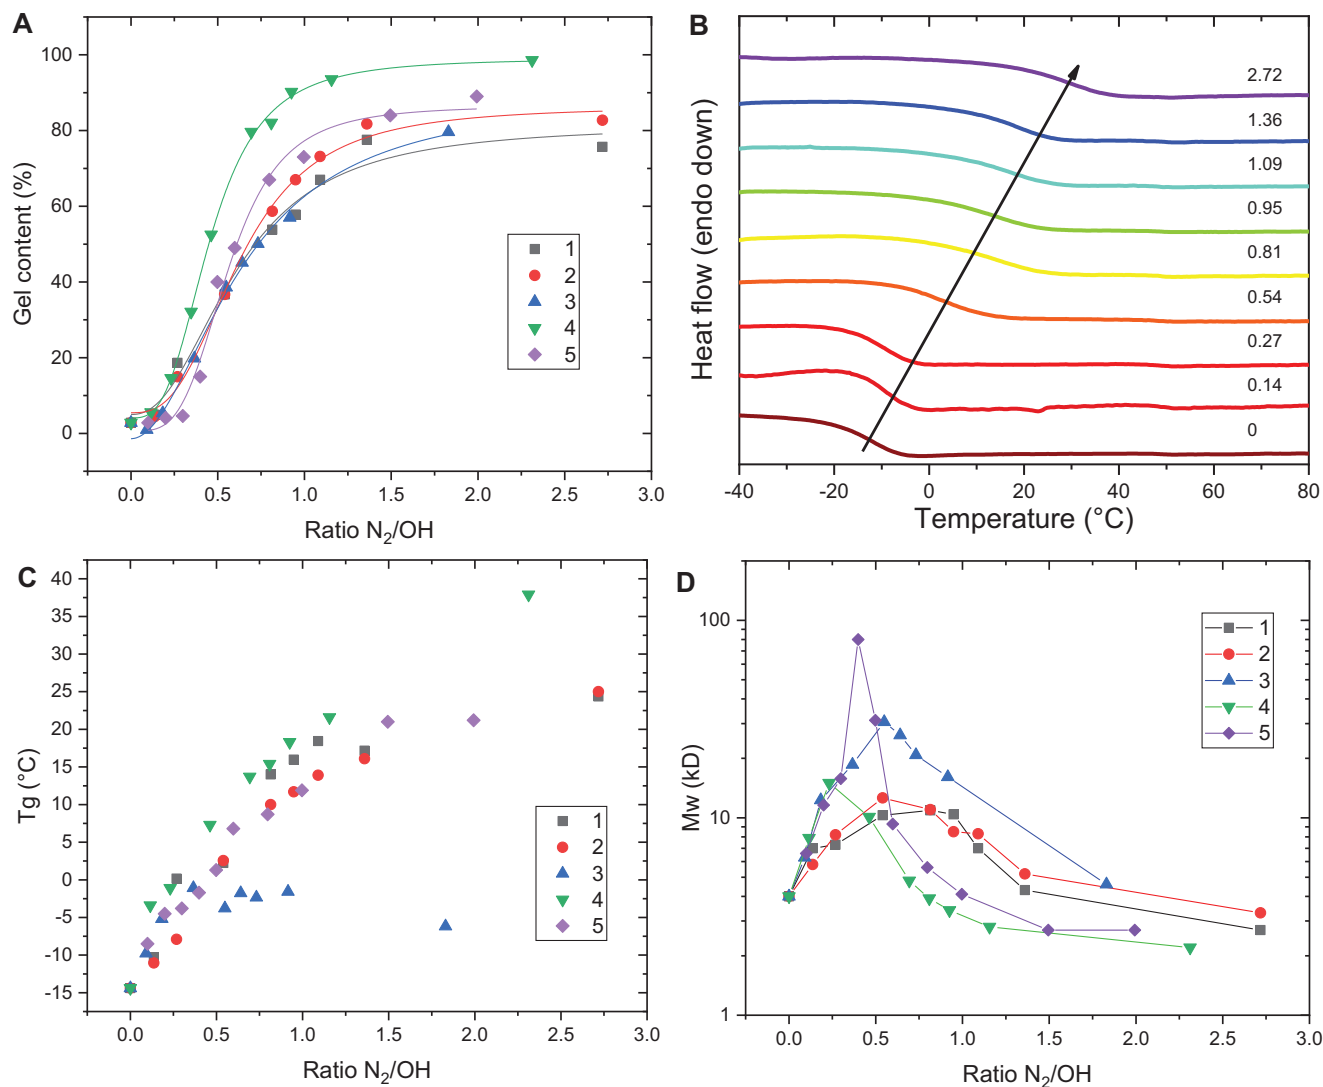 A
Gel content (%)
100
80
60
40
20
0
0.0 0.5 1.0 1.5 2.0 2.5 3.0
Ratio N₂/OH
1
2
3
4
5
B
Heat flow (endo down)
2.72
1.36
1.09
0.95
0.81
0.54
0.27
0.14
0
-40 -20 0 20 40 60 80
Temperature (°C)
C
Tg (°C)
40
35
30
25
20
15
10
5
0
-5
-10
-15
0.0 0.5 1.0 1.5 2.0 2.5 3.0
Ratio N₂/OH
1
2
3
4
5
D
Mw (kD)
100
10
1
0.0 0.5 1.0 1.5 2.0 2.5 3.0
Ratio N₂/OH
1
2
3
4
5